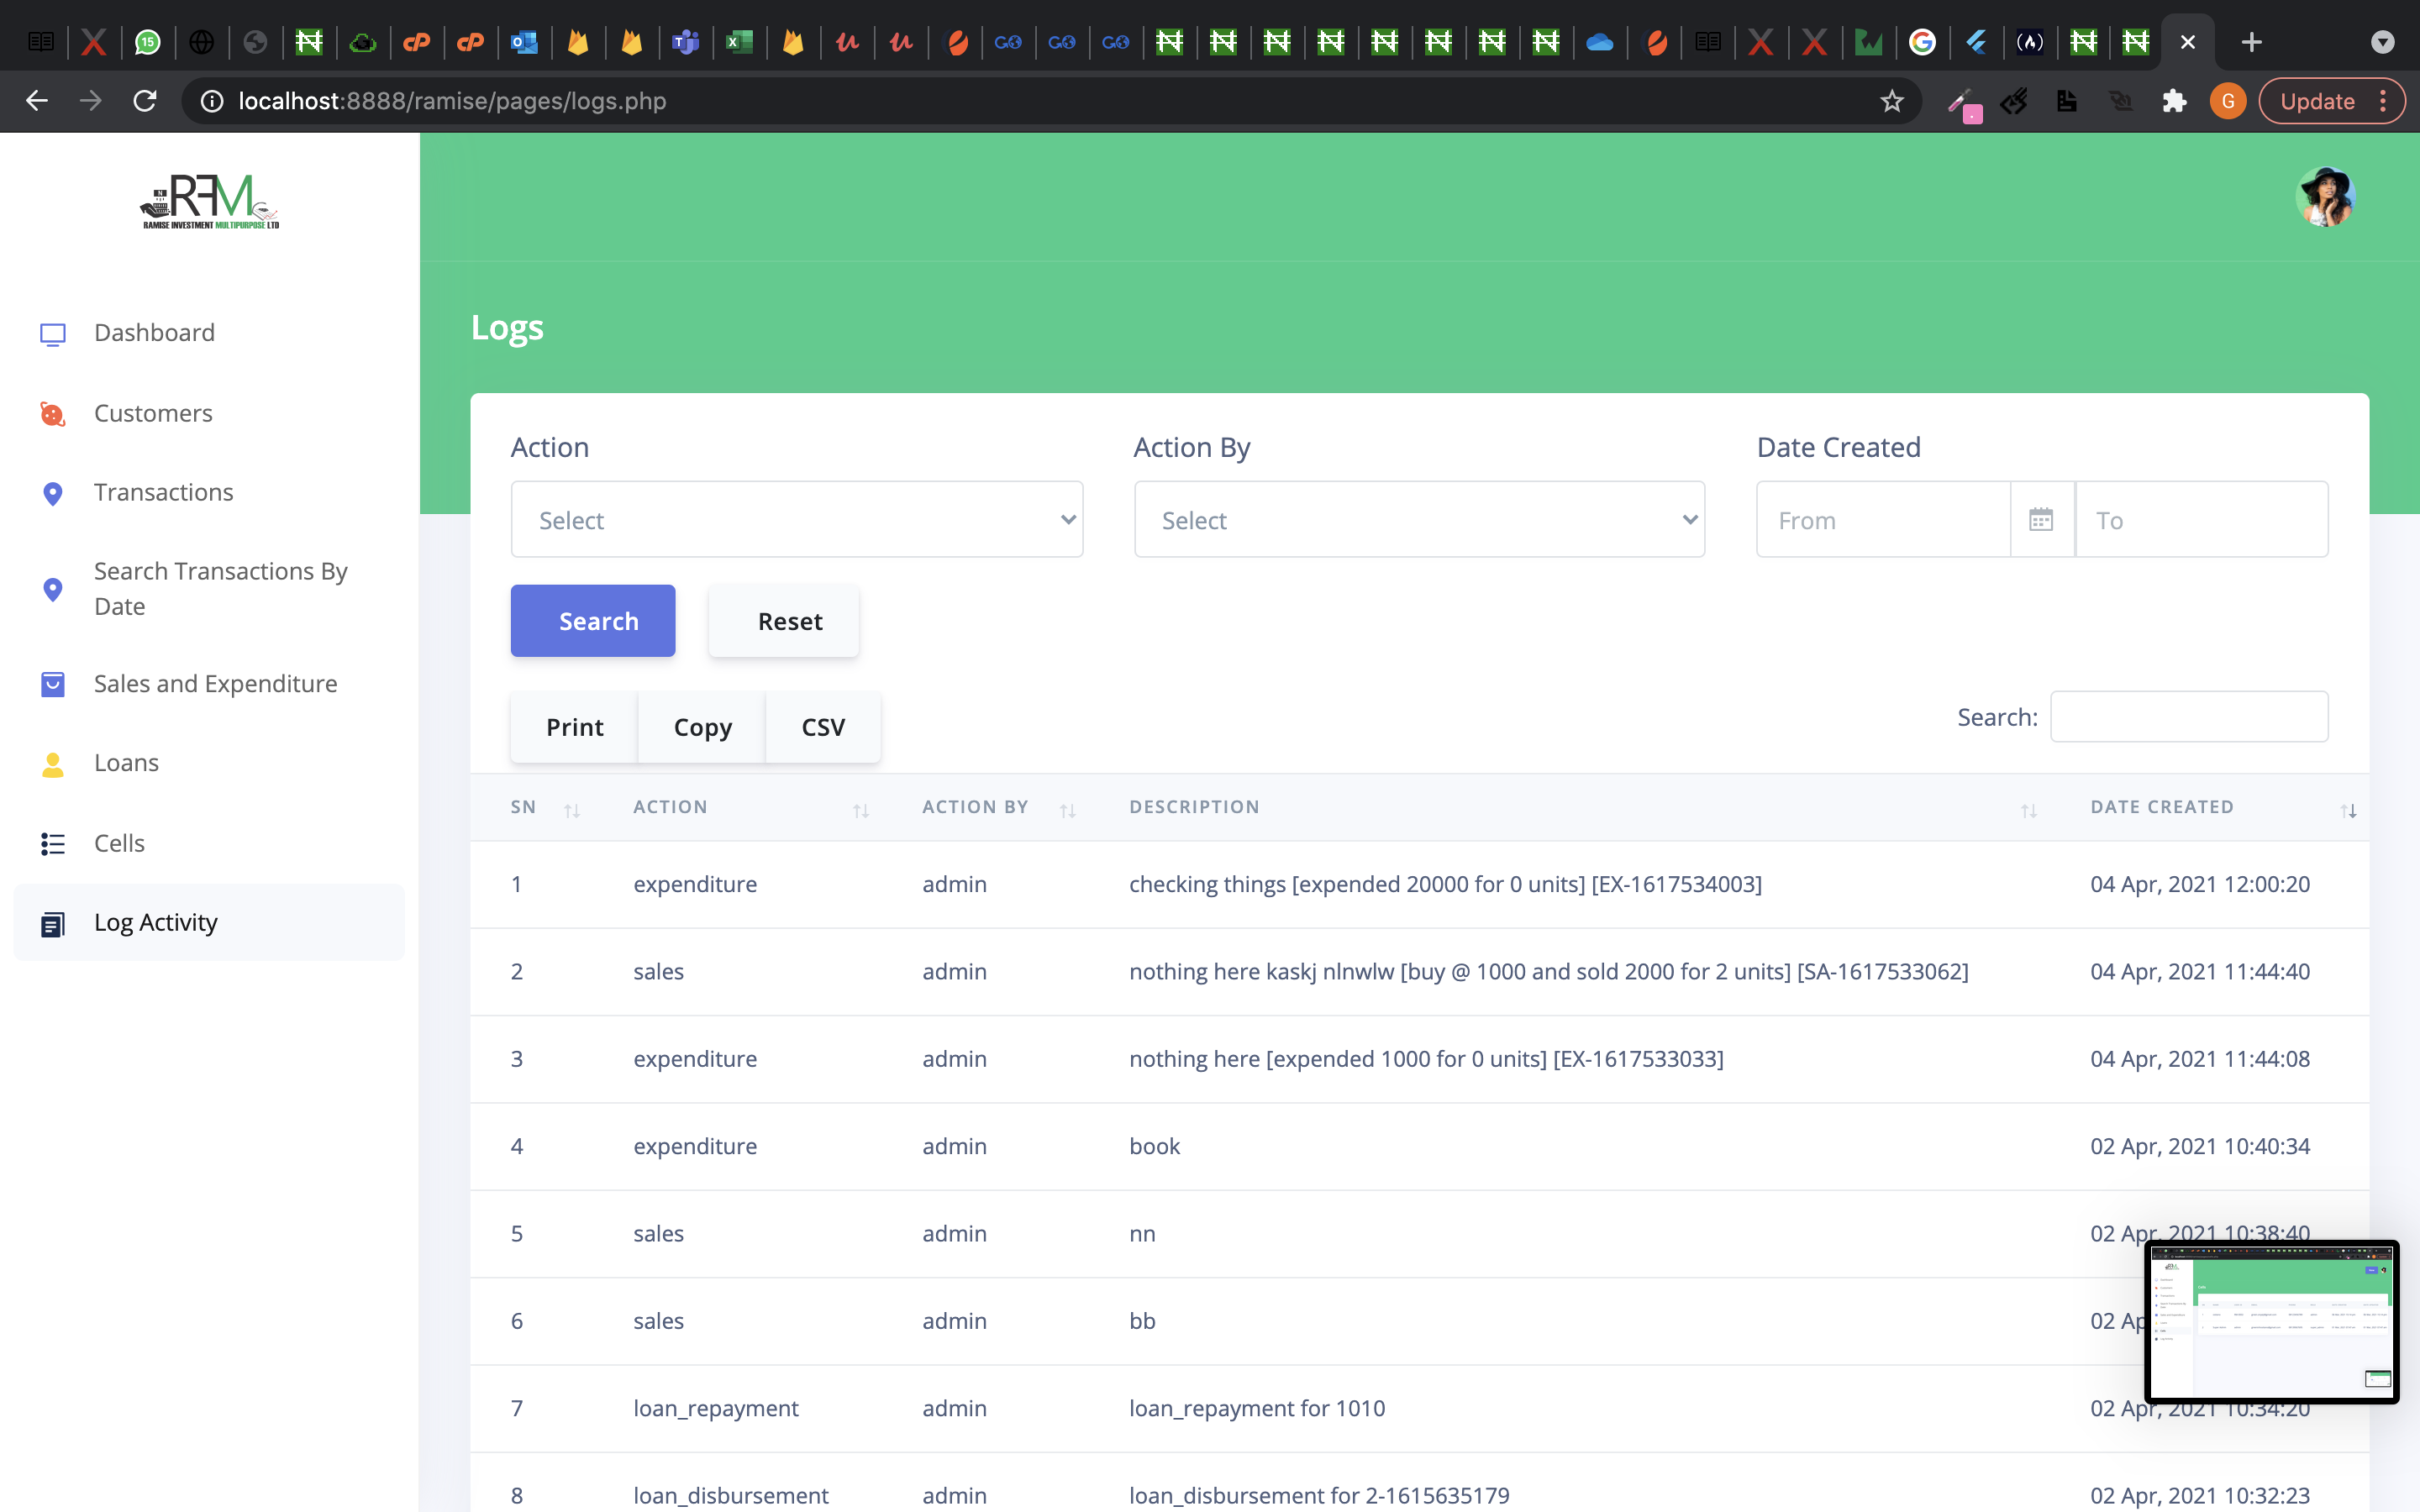 15
localhost:8888/ramise/pages/logs.php
G
Update
RFM
RAMISE INVESTMENT MULTIPURPOSE LTD
Dashboard
Customers
Transactions
Search Transactions By
Date
Sales and Expenditure
Loans
Cells
Log Activity
Logs
Action
Action By
Date Created
Select
Select
From
To
Search
Reset
Print
Copy
CSV
Search:
SN ACTION ACTION BY DESCRIPTION DATE CREATED
1 expenditure admin checking things [expended 20000 for 0 units] [EX-1617534003] 04 Apr, 2021 12:00:20
2 sales admin nothing here kaskj nlnwlw [buy @ 1000 and sold 2000 for 2 units] [SA-1617533062] 04 Apr, 2021 11:44:40
3 expenditure admin nothing here [expended 1000 for 0 units] [EX-1617533033] 04 Apr, 2021 11:44:08
4 expenditure admin book 02 Apr, 2021 10:40:34
5 sales admin nn 02 Apr, 2021 10:38:40
6 sales admin bb 02
7 loan_repayment admin loan_repayment for 1010 02 Apr, 2021 10:34:20
8 loan_disbursement admin loan_disbursement for 2-1615635179 02 Apr, 2021 10:32:23